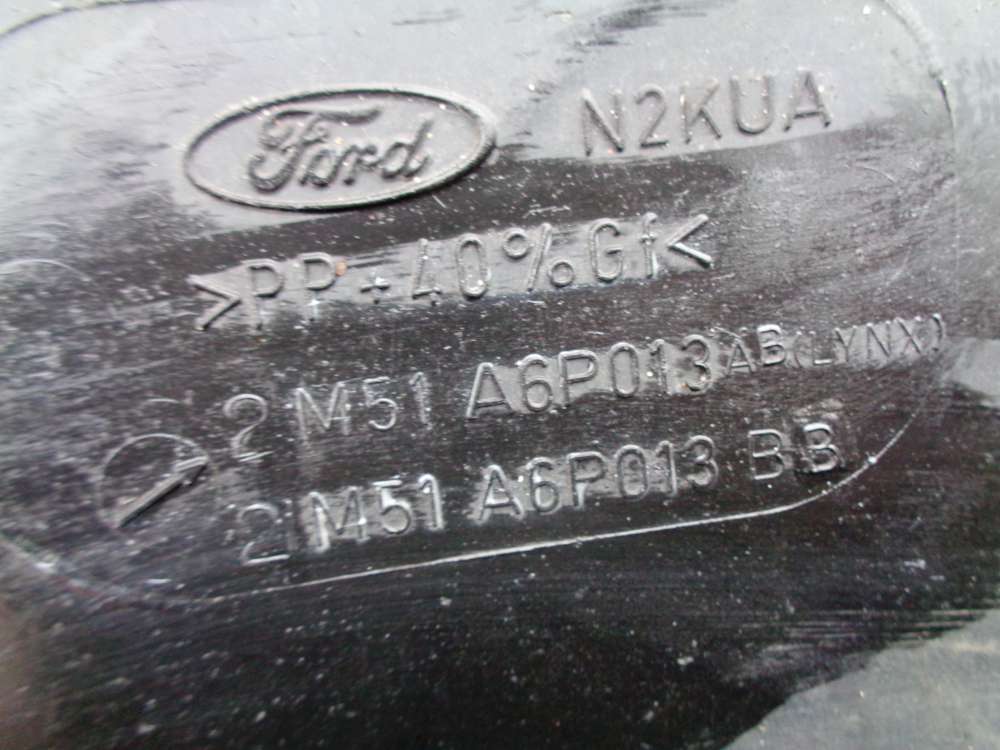 Ford N2KUA
>PP+40%Gf<
2M51 A6P013AB(LYNX)
2M51 A6P013 BB